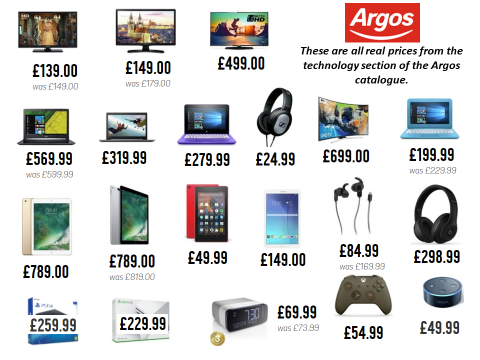 Argos
These are all real prices from the
technology section of the Argos
catalogue.
£139.00
was £149.00
£149.00
was £179.00
£499.00
£569.99
was £599.99
£319.99
£279.99
£24.99
£699.00
£199.99
was £229.99
£789.00
£789.00
was £819.00
£49.99
£149.00
£84.99
was £169.99
£298.99
£259.99
£229.99
£69.99
was £73.99
£54.99
£49.99